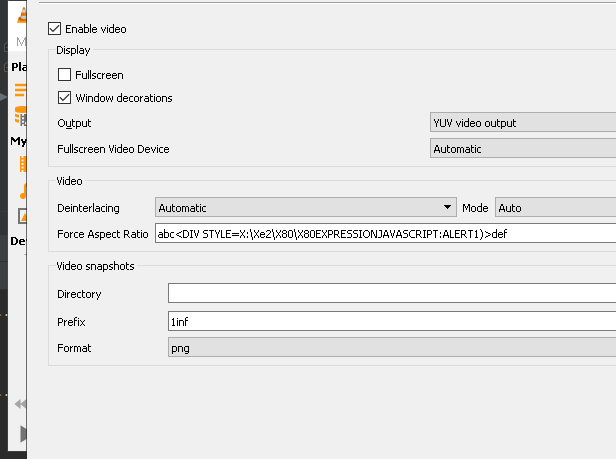 Enable video
Display
Fullscreen
Window decorations
Output YUV video output
Fullscreen Video Device Automatic
Video
Deinterlacing Automatic Mode Auto
Force Aspect Ratio abc<DIV STYLE=X:\Xe2\X80\X80EXPRESSIONJAVASCRIPT:ALERT1)>def
Video snapshots
Directory
Prefix 1inf
Format png
M
Pla
My
De